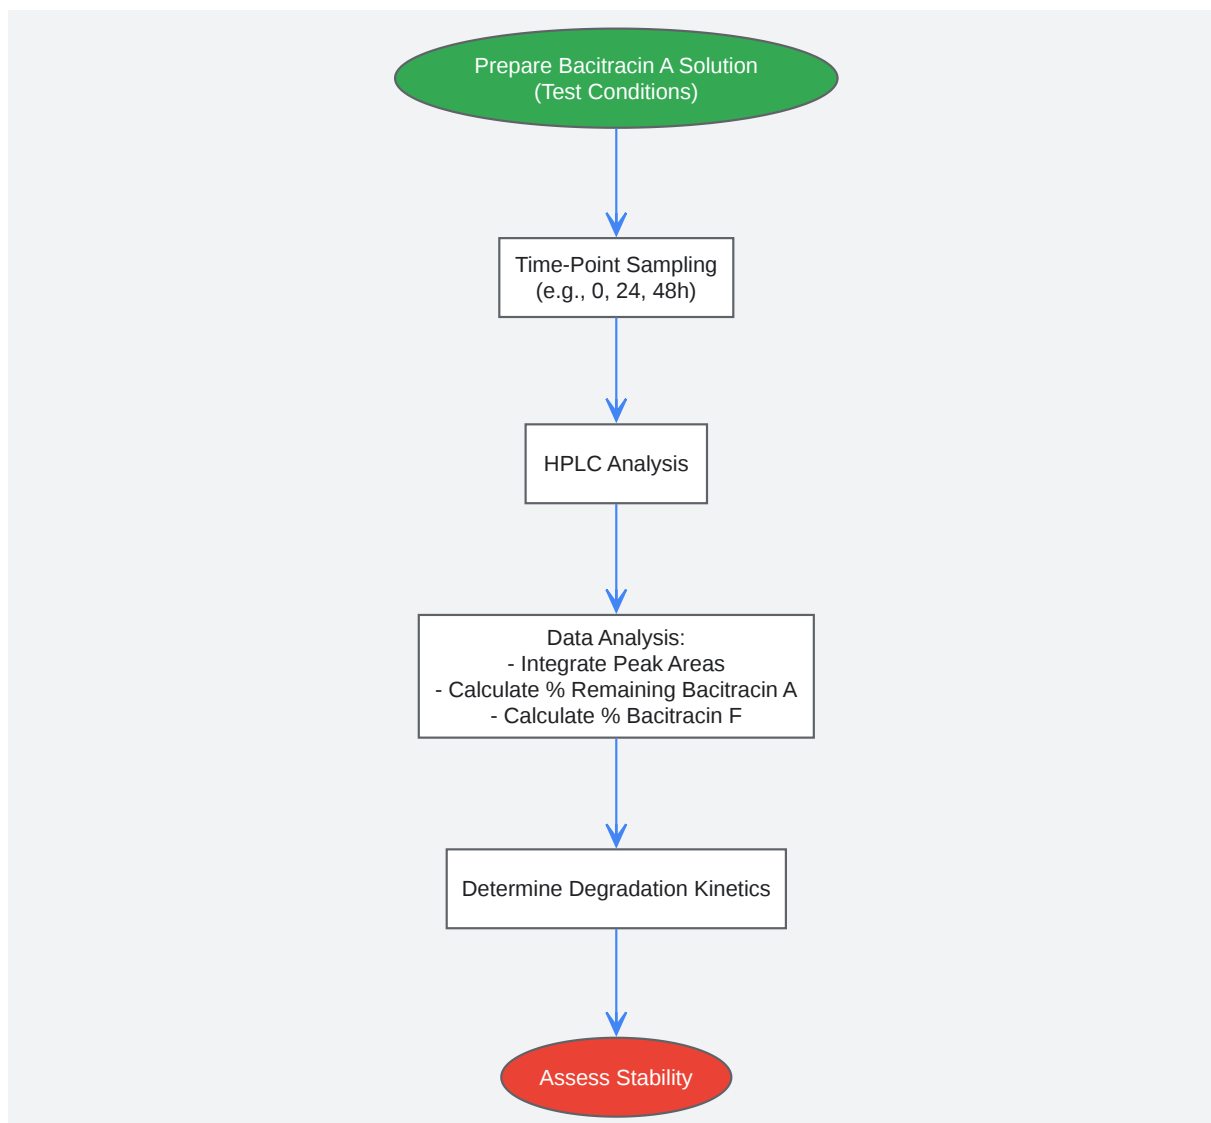 Prepare Bacitracin A Solution
(Test Conditions)
Time-Point Sampling
(e.g., 0, 24, 48h)
HPLC Analysis
Data Analysis:
- Integrate Peak Areas
- Calculate % Remaining Bacitracin A
- Calculate % Bacitracin F
Determine Degradation Kinetics
Assess Stability